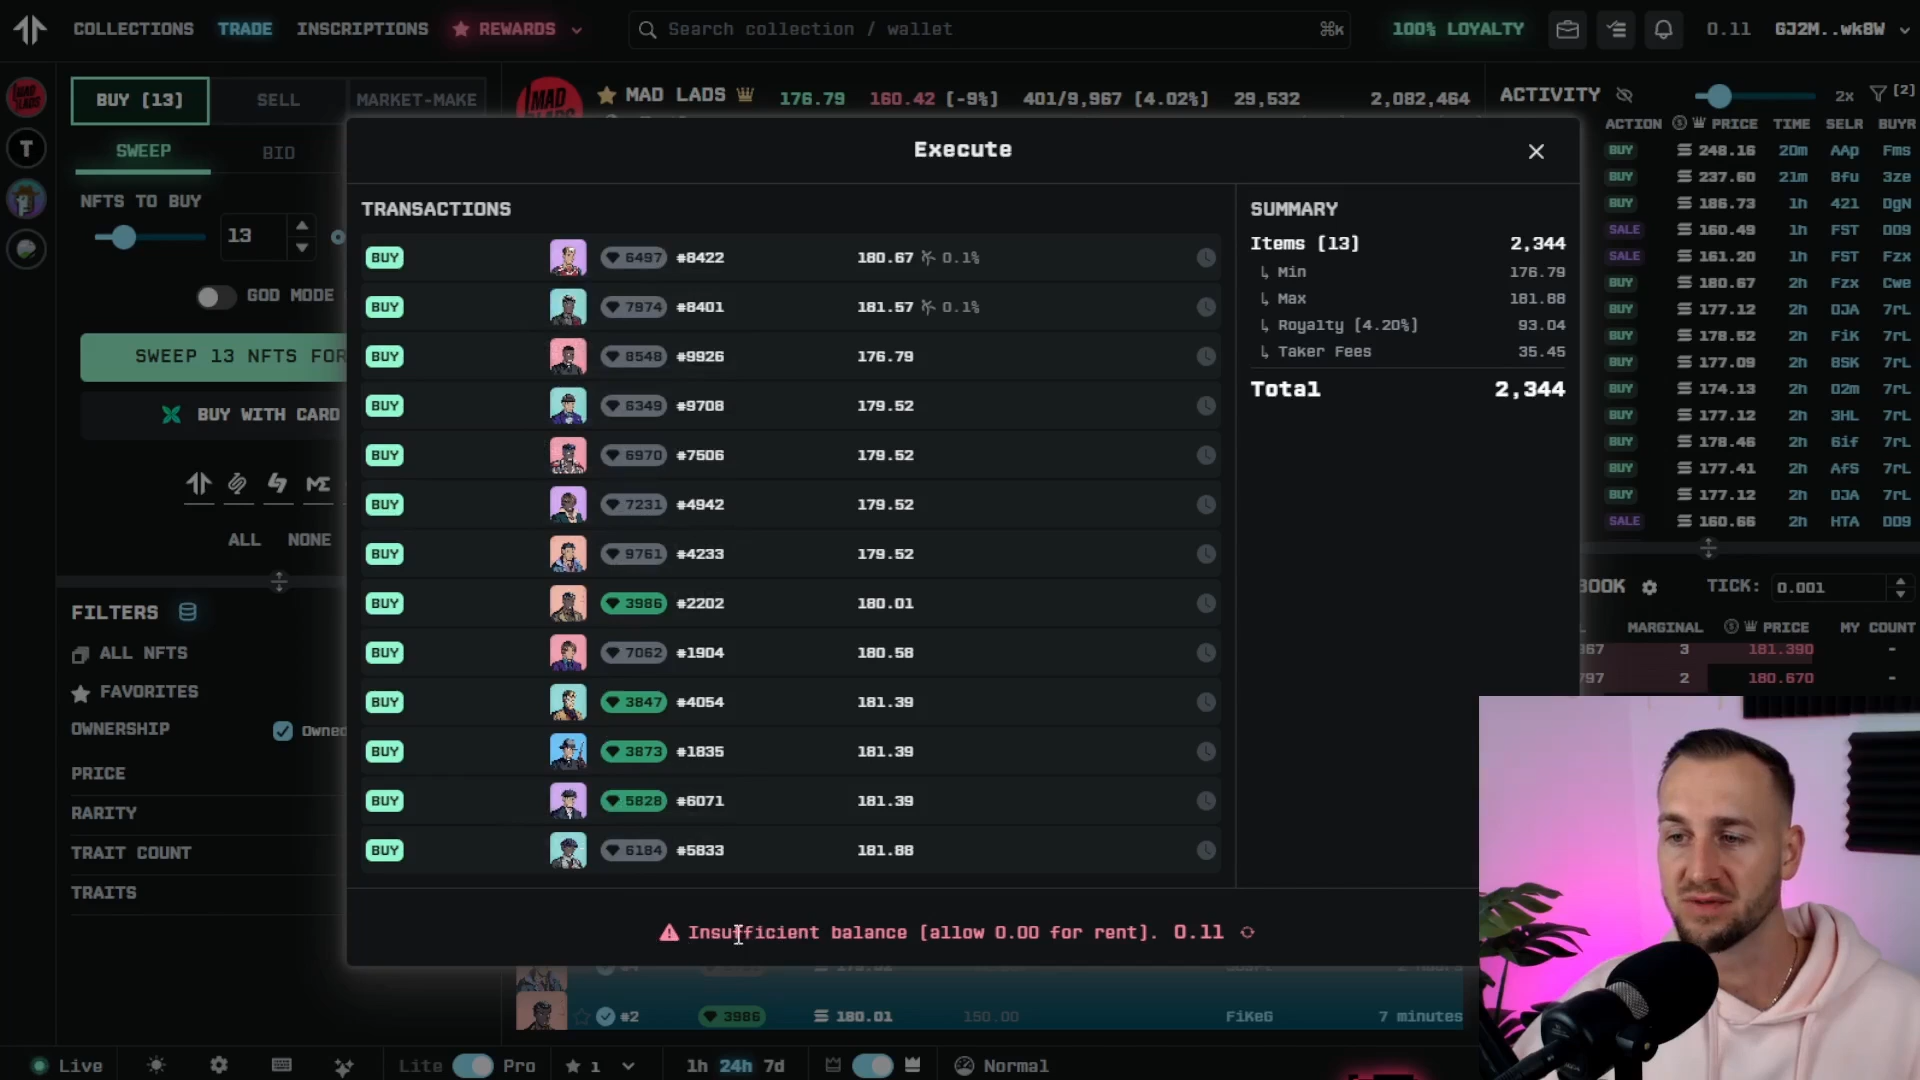 COLLECTIONS TRADE INSCRIPTIONS REWARDS Search collection / wallet ⌘K 100% LOYALTY 0.11 GJ2M..wk8W
BUY [13] SELL MARKET-MAKE
SWEEP BID
NFTS TO BUY
13
GOD MODE
SWEEP 13 NFTS FOR
BUY WITH CARD
ALL NONE
FILTERS
ALL NFTS
FAVORITES
OWNERSHIP Owned
PRICE
RARITY
TRAIT COUNT
TRAITS
MAD LADS
MAD LADS 176.79 160.42 [-9%] 401/9,967 [4.02%] 29,532 2,082,464
Execute
TRANSACTIONS
BUY 6497 #8422 180.67 0.1%
BUY 7974 #8401 181.57 0.1%
BUY 8548 #9926 176.79
BUY 6349 #9708 179.52
BUY 6970 #7506 179.52
BUY 7231 #4942 179.52
BUY 9761 #4233 179.52
BUY 3986 #2202 180.01
BUY 7062 #1904 180.58
BUY 3847 #4054 181.39
BUY 3873 #1835 181.39
BUY 5828 #6071 181.39
BUY 6184 #5833 181.88
SUMMARY
Items [13] 2,344
↳ Min 176.79
↳ Max 181.88
↳ Royalty [4.20%] 93.04
↳ Taker Fees 35.45
Total 2,344
Insufficient balance [allow 0.00 for rent]. 0.11
#2 3986 180.01 150.00 FiKeG 7 minutes
ACTIVITY 2x [2]
ACTION PRICE TIME SELR BUYR
BUY 248.16 20m AAp Fms
BUY 237.60 21m 8fu 3ze
BUY 186.73 1h 421 DgN
SALE 160.49 1h FST DD9
SALE 161.20 1h FST Fzx
BUY 180.67 2h Fzx Cwe
BUY 177.12 2h DJA 7rL
BUY 178.52 2h FiK 7rL
BUY 177.09 2h BSK 7rL
BUY 174.13 2h D2m 7rL
BUY 177.12 2h 3HL 7rL
BUY 178.46 2h 6if 7rL
BUY 177.41 2h AfS 7rL
BUY 177.12 2h DJA 7rL
SALE 160.66 2h HTA DD9
BOOK TICK: 0.001
MARGINAL PRICE MY COUNT
367 3 181.390 -
797 2 180.670 -
Live Lite Pro 1 1h 24h 7d Normal